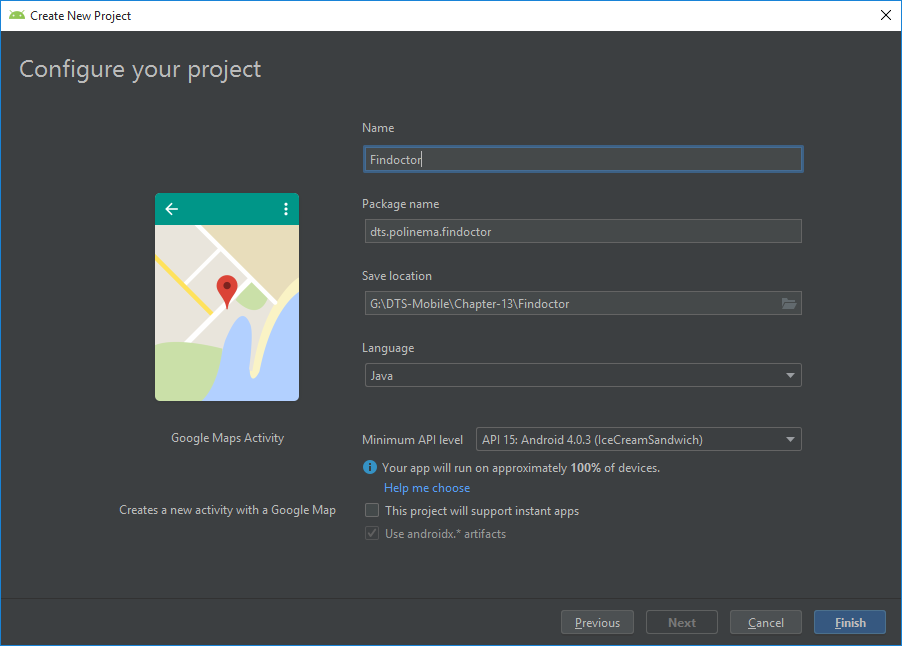 Create New Project
Configure your project
Name
Findoctor
Package name
dts.polinema.findoctor
Save location
G:\DTS-Mobile\Chapter-13\Findoctor
Language
Java
Google Maps Activity
Minimum API level
API 15: Android 4.0.3 (IceCreamSandwich)
Your app will run on approximately 100% of devices.
Help me choose
Creates a new activity with a Google Map
This project will support instant apps
Use androidx.* artifacts
Previous
Next
Cancel
Finish